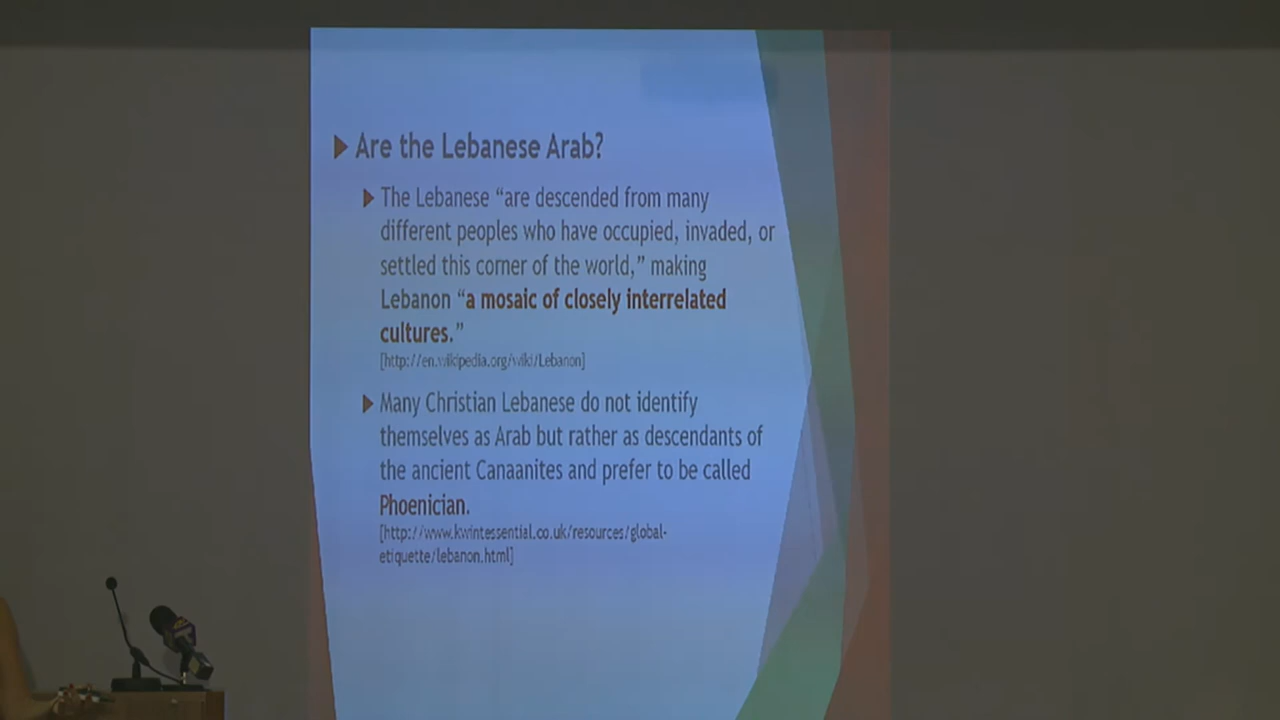 Are the Lebanese Arab?
The Lebanese “are descended from many
different peoples who have occupied, invaded, or
settled this corner of the world,” making
Lebanon “a mosaic of closely interrelated
cultures.”
[http://en.wikipedia.org/wiki/Lebanon]
Many Christian Lebanese do not identify
themselves as Arab but rather as descendants of
the ancient Canaanites and prefer to be called
Phoenician.
[http://www.kwintessential.co.uk/resources/global-
etiquette/lebanon.html]